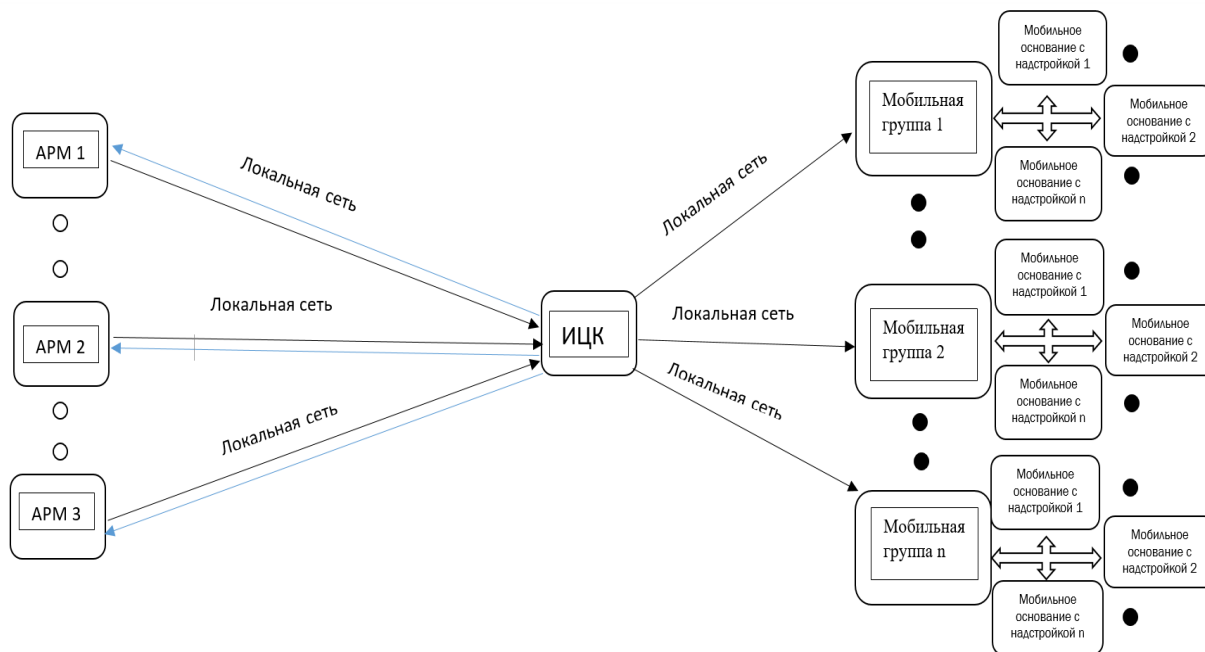 АРМ 1
АРМ 2
АРМ 3
Локальная сеть
Локальная сеть
Локальная сеть
ИЦК
Локальная сеть
Локальная сеть
Локальная сеть
Мобильная
группа 1
Мобильное
основание с
надстройкой 1
Мобильное
основание с
надстройкой 2
Мобильное
основание с
надстройкой n
Мобильная
группа 2
Мобильное
основание с
надстройкой 1
Мобильное
основание с
надстройкой 2
Мобильное
основание с
надстройкой n
Мобильная
группа n
Мобильное
основание с
надстройкой 1
Мобильное
основание с
надстройкой 2
Мобильное
основание с
надстройкой n